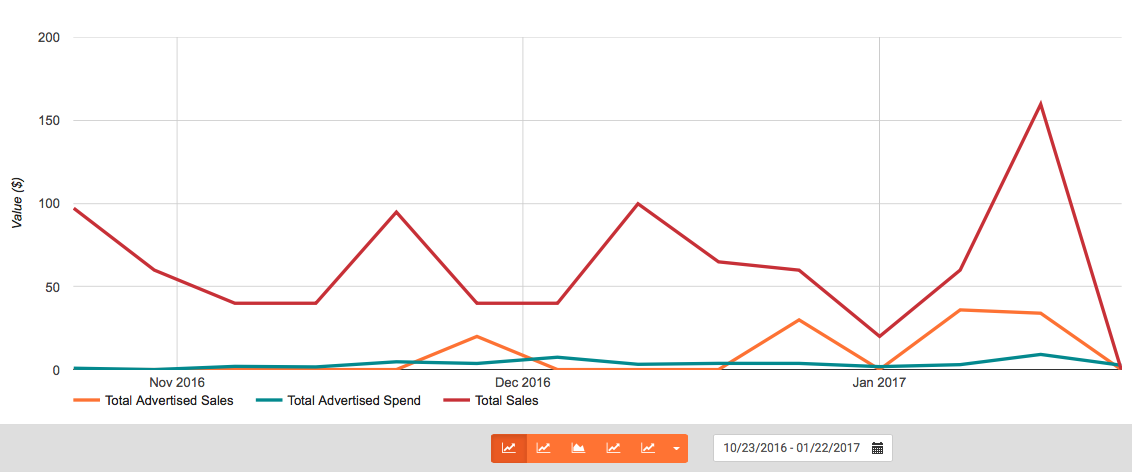 200
150
100
50
0
Value ($)
Nov 2016 Dec 2016 Jan 2017
Total Advertised Sales Total Advertised Spend Total Sales
10/23/2016 - 01/22/2017